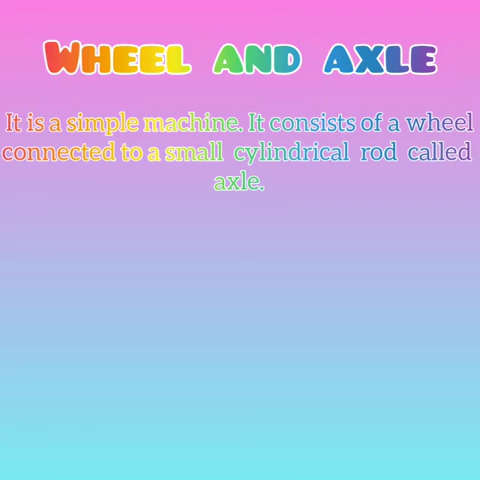 Wheel and axle
It is a simple machine. It consists of a wheel
connected to a small cylindrical rod called
axle.